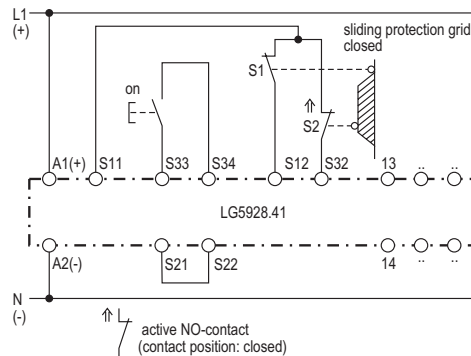 L1
(+)
sliding protection grid
closed
S1
on
S2
A1(+) S11 S33 S34 S12 S32 13 .. ..
LG5928.41
A2(-) S21 S22 14 .. ..
N
(-)
active NO-contact
(contact position: closed)